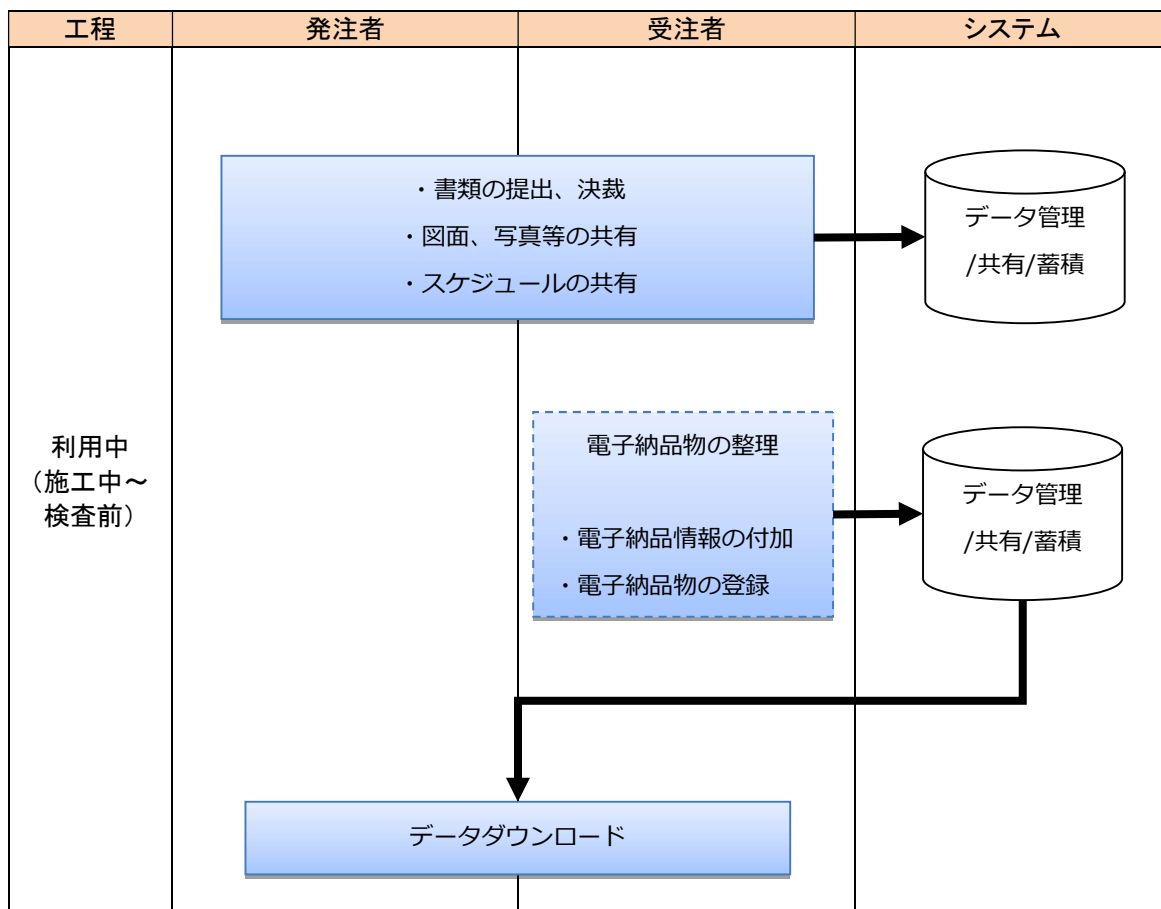 工程
発注者
受注者
システム
・書類の提出、決裁
・図面、写真等の共有
・スケジュールの共有
データ管理
/共有/蓄積
利用中
（施工中～
検査前）
電子納品物の整理
・電子納品情報の付加
・電子納品物の登録
データ管理
/共有/蓄積
データダウンロード